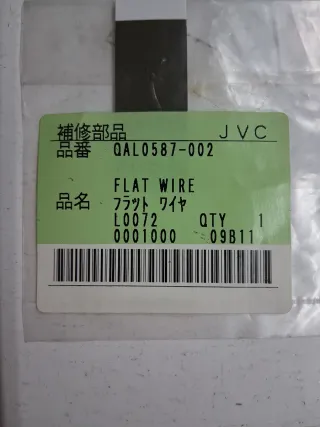 補修部品 JVC
品番 QAL0587-002
FLAT WIRE
品名 フラット ワイヤ
L0072 QTY 1
0001000 09B11